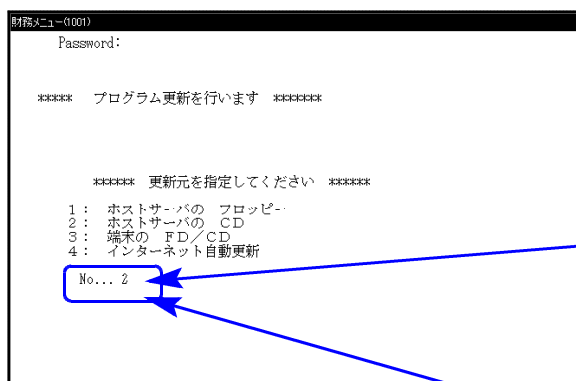 財務メニュー(1001)
Password:
***** プログラム更新を行います *******
****** 更新元を指定してください ******
1: ホストサーバの フロッピー
2: ホストサーバの CD
3: 端末の FD/CD
4: インターネット自動更新
No... 2